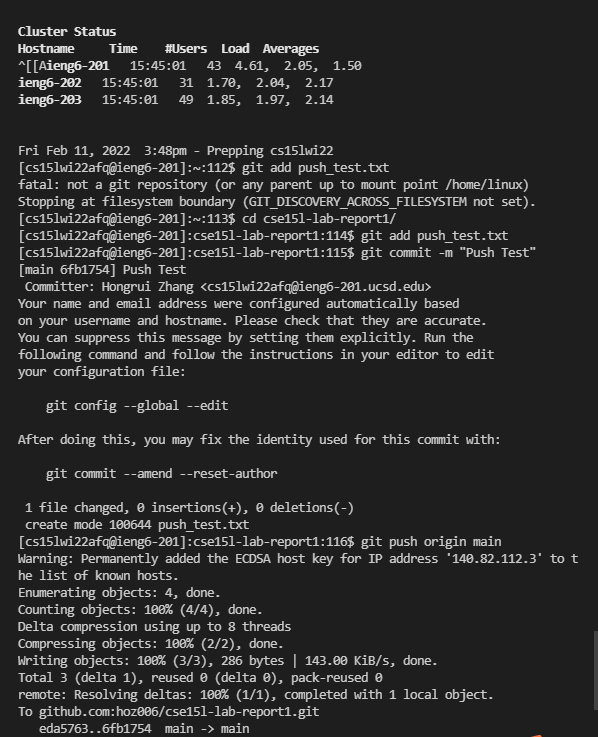 Cluster Status
Hostname     Time    #Users  Load  Averages
^[[Aieng6-201   15:45:01   43  4.61,  2.05,  1.50
ieng6-202   15:45:01   31  1.70,  2.04,  2.17
ieng6-203   15:45:01   49  1.85,  1.97,  2.14
Fri Feb 11, 2022  3:48pm - Prepping cs15lwi22
[cs15lwi22afq@ieng6-201]:~:112$ git add push_test.txt
fatal: not a git repository (or any parent up to mount point /home/linux)
Stopping at filesystem boundary (GIT_DISCOVERY_ACROSS_FILESYSTEM not set).
[cs15lwi22afq@ieng6-201]:~:113$ cd cse15l-lab-report1/
[cs15lwi22afq@ieng6-201]:cse15l-lab-report1:114$ git add push_test.txt
[cs15lwi22afq@ieng6-201]:cse15l-lab-report1:115$ git commit -m "Push Test"
[main 6fb1754] Push Test
 Committer: Hongrui Zhang <cs15lwi22afq@ieng6-201.ucsd.edu>
Your name and email address were configured automatically based
on your username and hostname. Please check that they are accurate.
You can suppress this message by setting them explicitly. Run the
following command and follow the instructions in your editor to edit
your configuration file:
    git config --global --edit
After doing this, you may fix the identity used for this commit with:
    git commit --amend --reset-author
 1 file changed, 0 insertions(+), 0 deletions(-)
 create mode 100644 push_test.txt
[cs15lwi22afq@ieng6-201]:cse15l-lab-report1:116$ git push origin main
Warning: Permanently added the ECDSA host key for IP address '140.82.112.3' to t
he list of known hosts.
Enumerating objects: 4, done.
Counting objects: 100% (4/4), done.
Delta compression using up to 8 threads
Compressing objects: 100% (2/2), done.
Writing objects: 100% (3/3), 286 bytes | 143.00 KiB/s, done.
Total 3 (delta 1), reused 0 (delta 0), pack-reused 0
remote: Resolving deltas: 100% (1/1), completed with 1 local object.
To github.com:hoz006/cse15l-lab-report1.git
   eda5763..6fb1754  main -> main